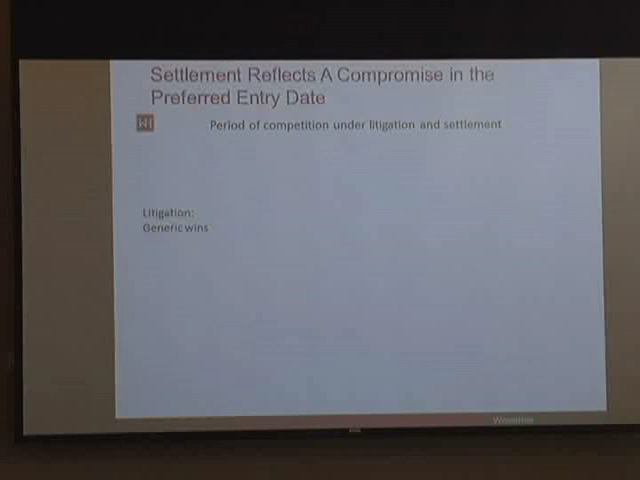 Settlement Reflects A Compromise in the
Preferred Entry Date
Period of competition under litigation and settlement
Litigation:
Generic wins